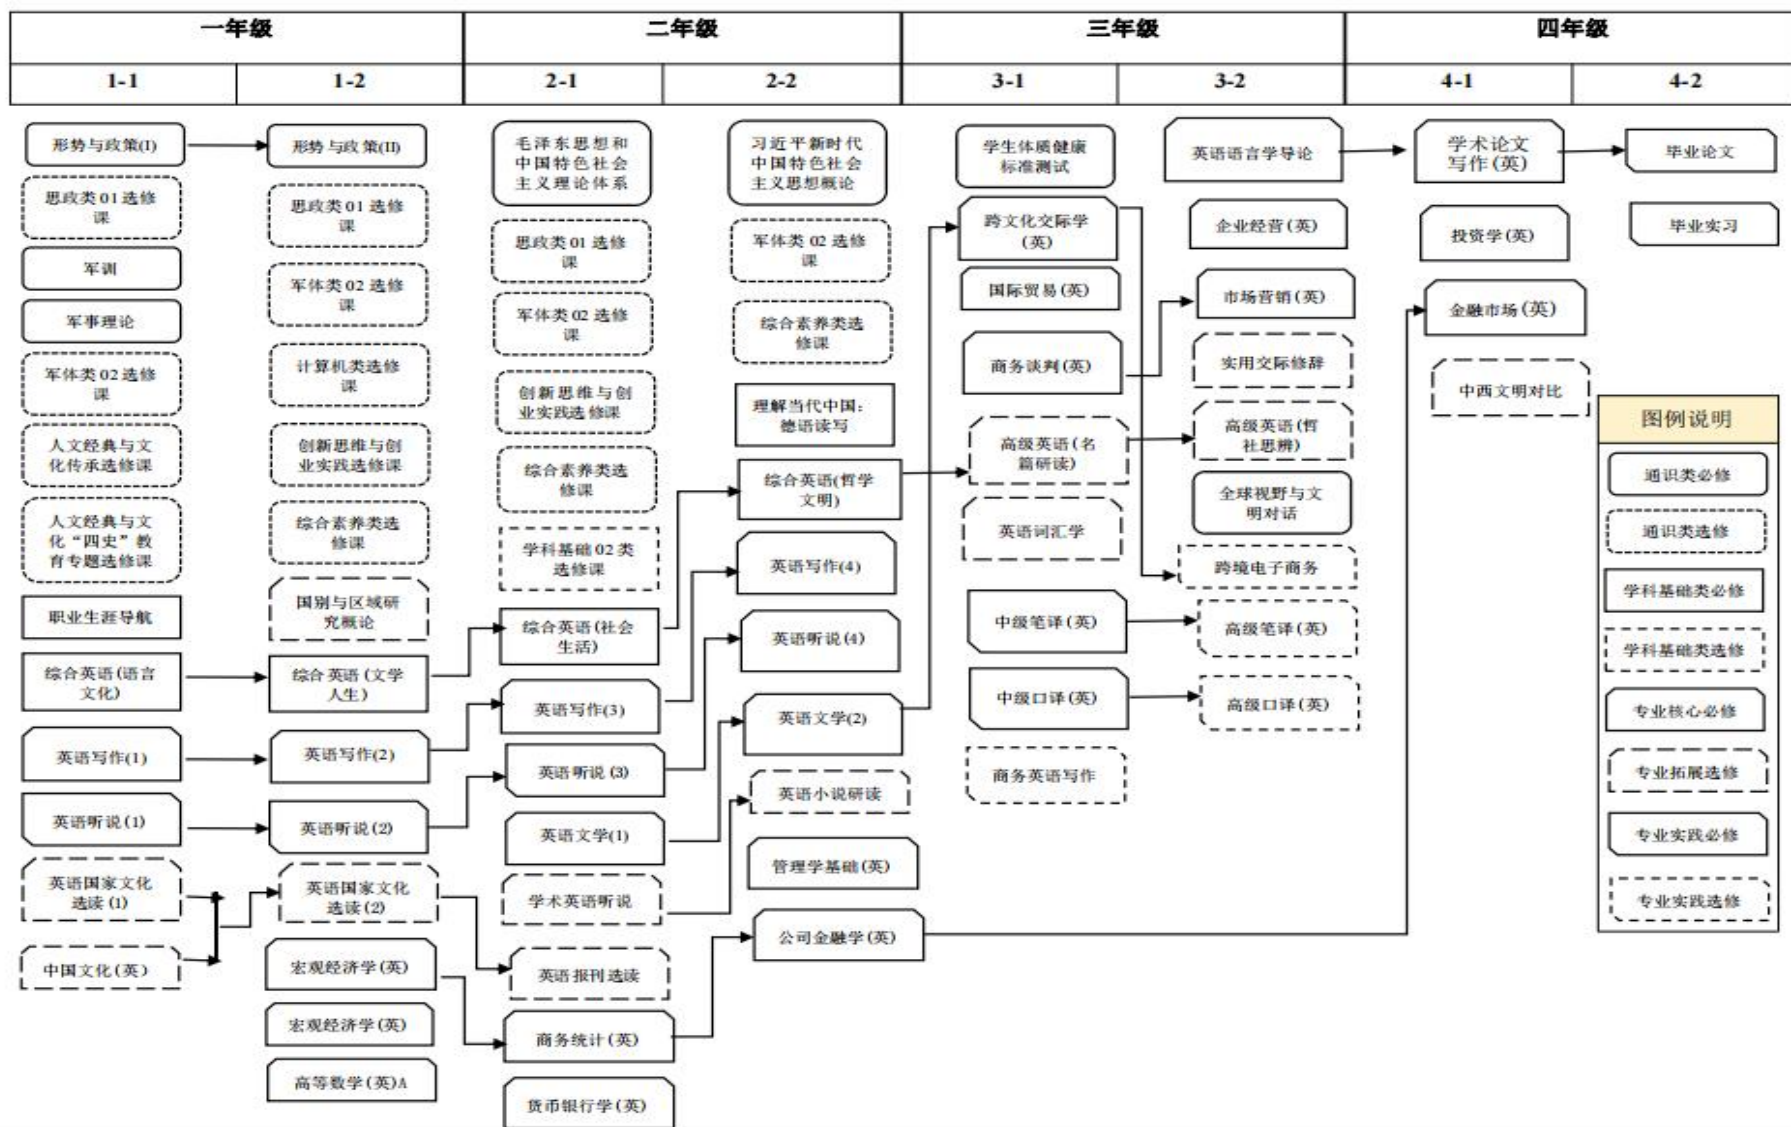 一年级
二年级
三年级
四年级
1-1
1-2
2-1
2-2
3-1
3-2
4-1
4-2
形势与政策(I)
思政类01选修
课
军训
军事理论
军体类02选修
课
人文经典与文
化传承选修课
人文经典与文
化“四史”教
育专题选修课
职业生涯导航
综合英语(语言
文化)
英语写作(1)
英语听说(1)
英语国家文化
选读(1)
中国文化(英)
形势与政策(II)
思政类01选修
课
军体类02选修
课
计算机类选修
课
创新思维与创
业实践选修课
综合素养类选
修课
国别与区域研
究概论
综合英语(文学
人生)
英语写作(2)
英语听说(2)
英语国家文化
选读(2)
宏观经济学(英)
宏观经济学(英)
高等数学(英)A
毛泽东思想和
中国特色社会
主义理论体系
思政类01选修
课
军体类02选修
课
创新思维与创
业实践选修课
综合素养类选
修课
学科基础02类
选修课
综合英语(社会
生活)
英语写作(3)
英语听说(3)
英语文学(1)
学术英语听说
英语报刊选读
商务统计(英)
货币银行学(英)
习近平新时代
中国特色社会
主义思想概论
军体类02选修
课
综合素养类选
修课
理解当代中国:
德语读写
综合英语(哲学
文明)
英语写作(4)
英语听说(4)
英语文学(2)
英语小说研读
管理学基础(英)
公司金融学(英)
学生体质健康
标准测试
跨文化交际学
(英)
国际贸易(英)
商务谈判(英)
高级英语(名
篇研读)
英语词汇学
中级笔译(英)
中级口译(英)
商务英语写作
英语语言学导论
企业经营(英)
市场营销(英)
实用交际修辞
高级英语(哲
社思辨)
全球视野与文
明对话
跨境电子商务
高级笔译(英)
高级口译(英)
学术论文
写作(英)
投资学(英)
金融市场(英)
中西文明对比
毕业论文
毕业实习
图例说明
通识类必修
通识类选修
学科基础类必修
学科基础类选修
专业核心必修
专业拓展选修
专业实践必修
专业实践选修